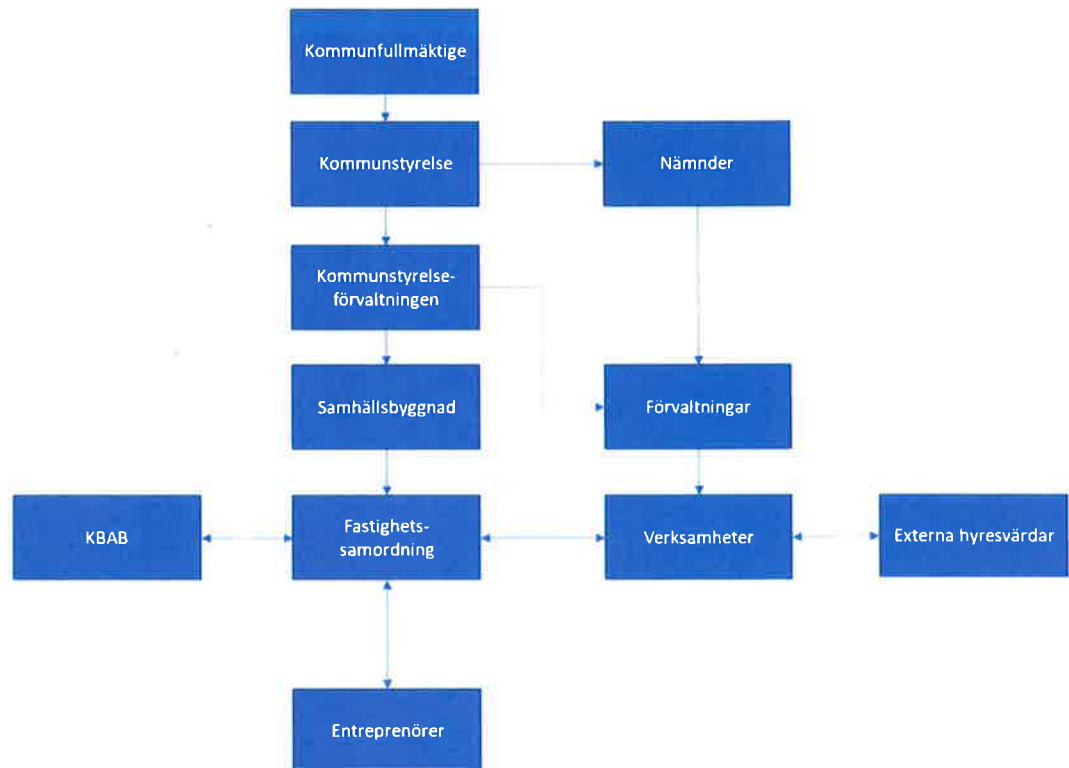 Kommunfullmäktige
Kommunstyrelse
Nämnder
Kommunstyrelse-
förvaltningen
Samhällsbyggnad
Förvaltningar
KBAB
Fastighets-
samordning
Verksamheter
Externa hyresvärdar
Entreprenörer